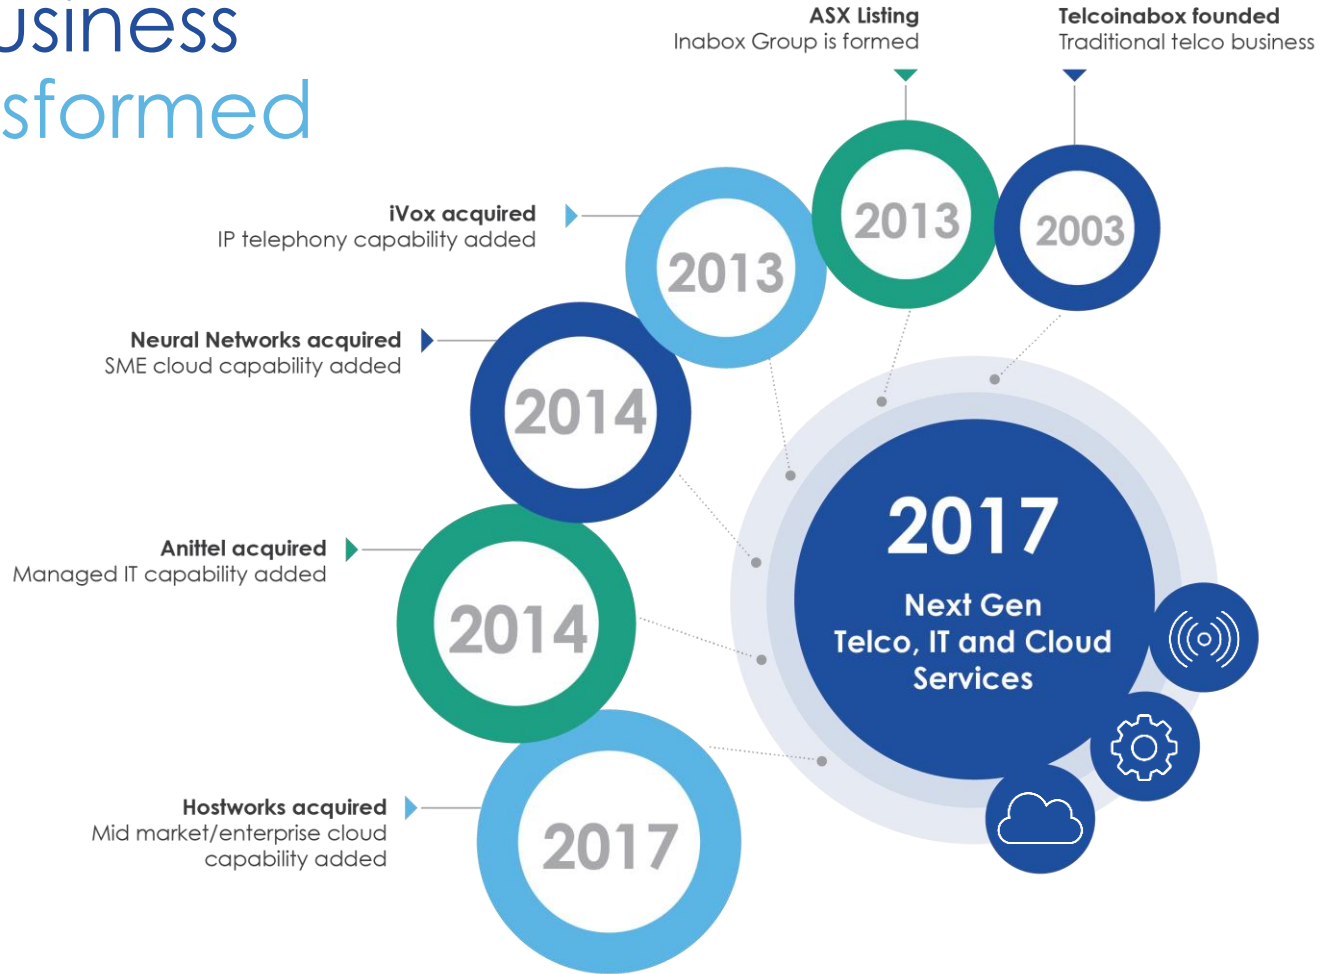 usiness
sformed
ASX Listing
Inabox Group is formed
Telcoinabox founded
Traditional telco business
2003
2013
iVox acquired
IP telephony capability added
2013
Neural Networks acquired
SME cloud capability added
2014
Anittel acquired
Managed IT capability added
2014
Hostworks acquired
Mid market/enterprise cloud
capability added
2017
2017
Next Gen
Telco, IT and Cloud
Services